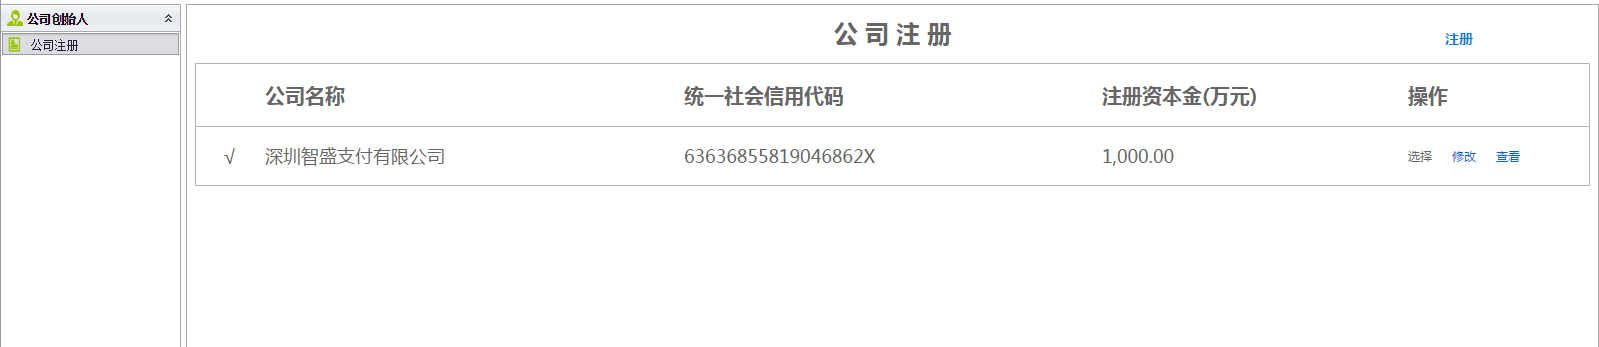 公司创始人
公司注册
公 司 注 册
注册
公司名称 统一社会信用代码 注册资本金(万元) 操作
√ 深圳智盛支付有限公司 63636855819046862X 1,000.00 选择 修改 查看